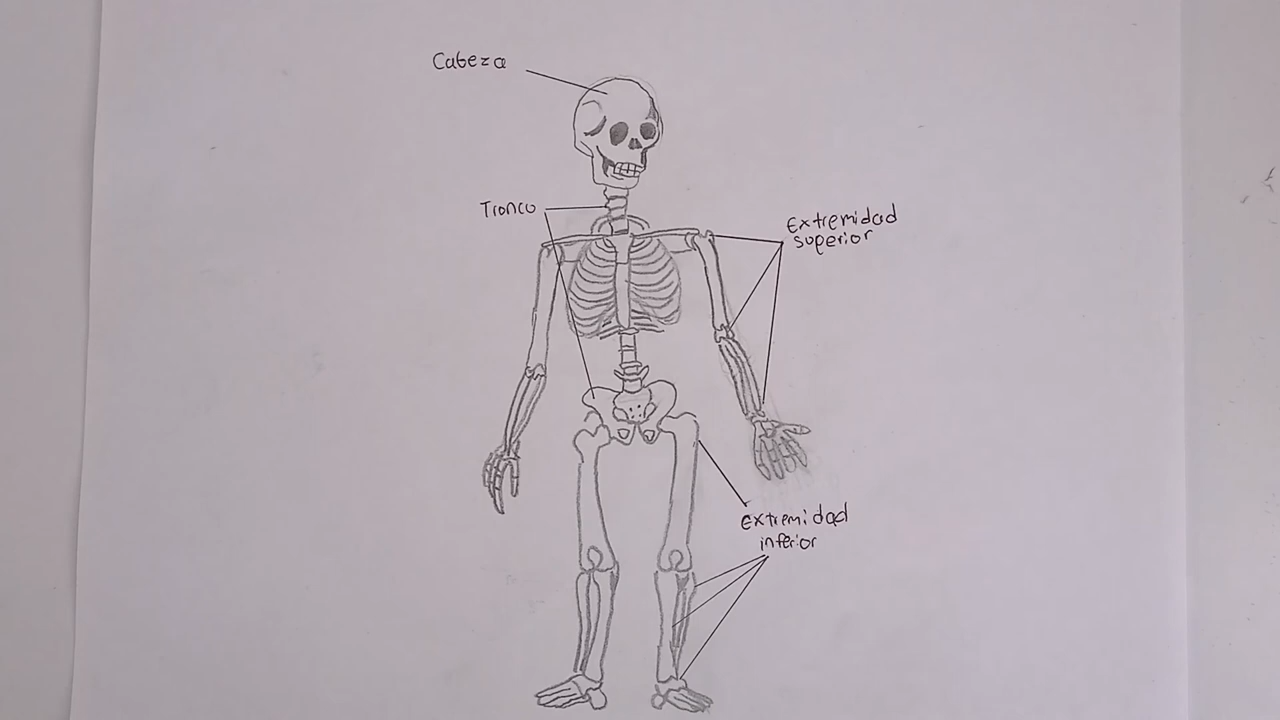 Cabeza
Tronco
Extremidad
superior
extremidad
inferior